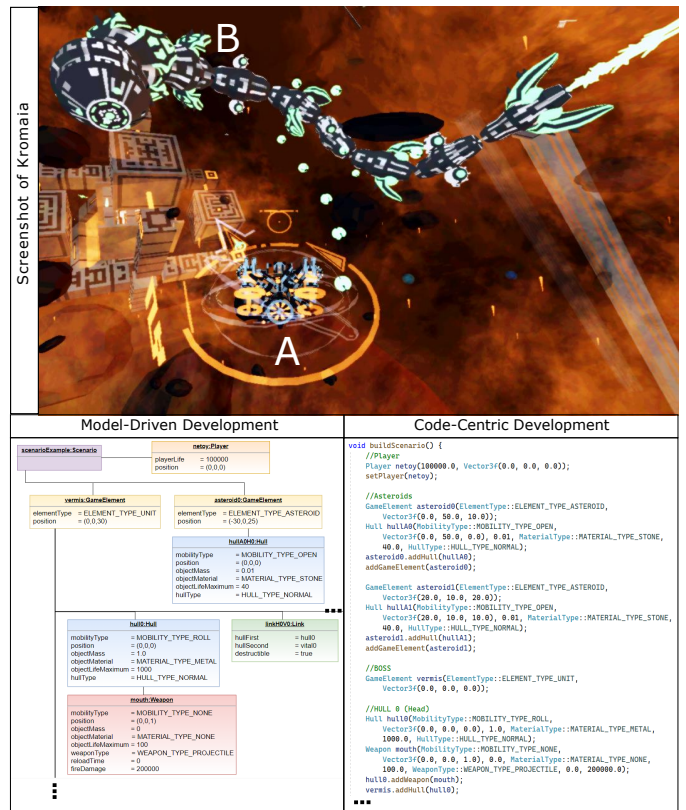 Screenshot of Kromaia
B
A
Model-Driven Development
scenarioExample:Scenario
netoy:Player
playerLife = 100000
position = (0,0,0)
vermis:GameElement
elementType = ELEMENT_TYPE_UNIT
position = (0,0,30)
asteroid0:GameElement
elementType = ELEMENT_TYPE_ASTEROID
position = (-30,0,25)
hullA0H0:Hull
mobilityType = MOBILITY_TYPE_OPEN
position = (0,0,0)
objectMass = 0.01
objectMaterial = MATERIAL_TYPE_STONE
objectLifeMaximum = 40
hullType = HULL_TYPE_NORMAL
hull0:Hull
mobilityType = MOBILITY_TYPE_ROLL
position = (0,0,0)
objectMass = 1.0
objectMaterial = MATERIAL_TYPE_METAL
objectLifeMaximum = 1000
hullType = HULL_TYPE_NORMAL
linkH0V0:Link
hullFirst = hull0
hullSecond = vital0
destructible = true
mouth:Weapon
mobilityType = MOBILITY_TYPE_NONE
position = (0,0,1)
objectMass = 0
objectMaterial = MATERIAL_TYPE_NONE
objectLifeMaximum = 100
weaponType = WEAPON_TYPE_PROJECTILE
reloadTime = 0
fireDamage = 200000
Code-Centric Development
void buildScenario() {
//Player
Player netoy(100000.0, Vector3f(0.0, 0.0, 0.0));
setPlayer(netoy);
//Asteroids
GameElement asteroid0(ElementType::ELEMENT_TYPE_ASTEROID,
Vector3f(0.0, 50.0, 10.0));
Hull hullA0(MobilityType::MOBILITY_TYPE_OPEN,
Vector3f(0.0, 50.0, 0.0), 0.01, MaterialType::MATERIAL_TYPE_STONE,
40.0, HullType::HULL_TYPE_NORMAL);
asteroid0.addHull(hullA0);
addGameElement(asteroid0);
GameElement asteroid1(ElementType::ELEMENT_TYPE_ASTEROID,
Vector3f(20.0, 10.0, 20.0));
Hull hullA1(MobilityType::MOBILITY_TYPE_OPEN,
Vector3f(20.0, 10.0, 10.0), 0.01, MaterialType::MATERIAL_TYPE_STONE,
40.0, HullType::HULL_TYPE_NORMAL);
asteroid1.addHull(hullA1);
addGameElement(asteroid1);
//BOSS
GameElement vermis(ElementType::ELEMENT_TYPE_UNIT,
Vector3f(0.0, 0.0, 0.0));
//HULL 0 (Head)
Hull hull0(MobilityType::MOBILITY_TYPE_ROLL,
Vector3f(0.0, 0.0, 0.0), 1.0, MaterialType::MATERIAL_TYPE_METAL,
1000.0, HullType::HULL_TYPE_NORMAL);
Weapon mouth(MobilityType::MOBILITY_TYPE_NONE,
Vector3f(0.0, 0.0, 1.0), 0.0, MaterialType::MATERIAL_TYPE_NONE,
100.0, WeaponType::WEAPON_TYPE_PROJECTILE, 0.0, 200000.0);
hull0.addWeapon(mouth);
vermis.addHull(hull0);